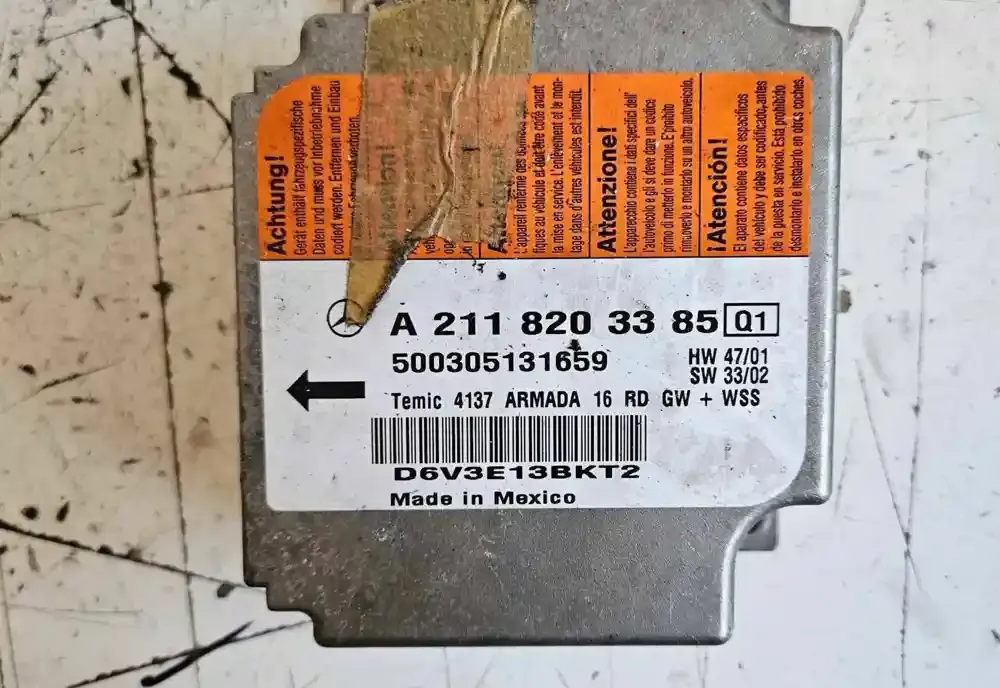 Achtung!
Gerät enthält fahrzeugspezifische
Daten und muss vor Inbetriebnahme
codiert werden. Entfernen und Einbau
verboten.
L'appareil enferme des données
fiques au véhicule et doit être codé avant
la mise en service. L'enlèvement et le mon-
tage dans d'autres véhicules est interdit.
Attenzione!
L'apparecchio contiene i dati specifici dell'
autoveicolo e gli si deve dare un codice
primo di metterlo in funzione. E'proibito
rimuoverlo e montarlo su un altro autoveicolo.
¡Atención!
El aparato contiene datos específicos
del vehículo y debe ser codificado, antes
de la puesta en servicio. Está prohibido
desmontarlo e instalarlo en otros coches.
A 211 820 33 85 Q1
500305131659 HW 47/01
SW 33/02
Temic 4137 ARMADA 16 RD GW + WSS
D6V3E13BKT2
Made in Mexico